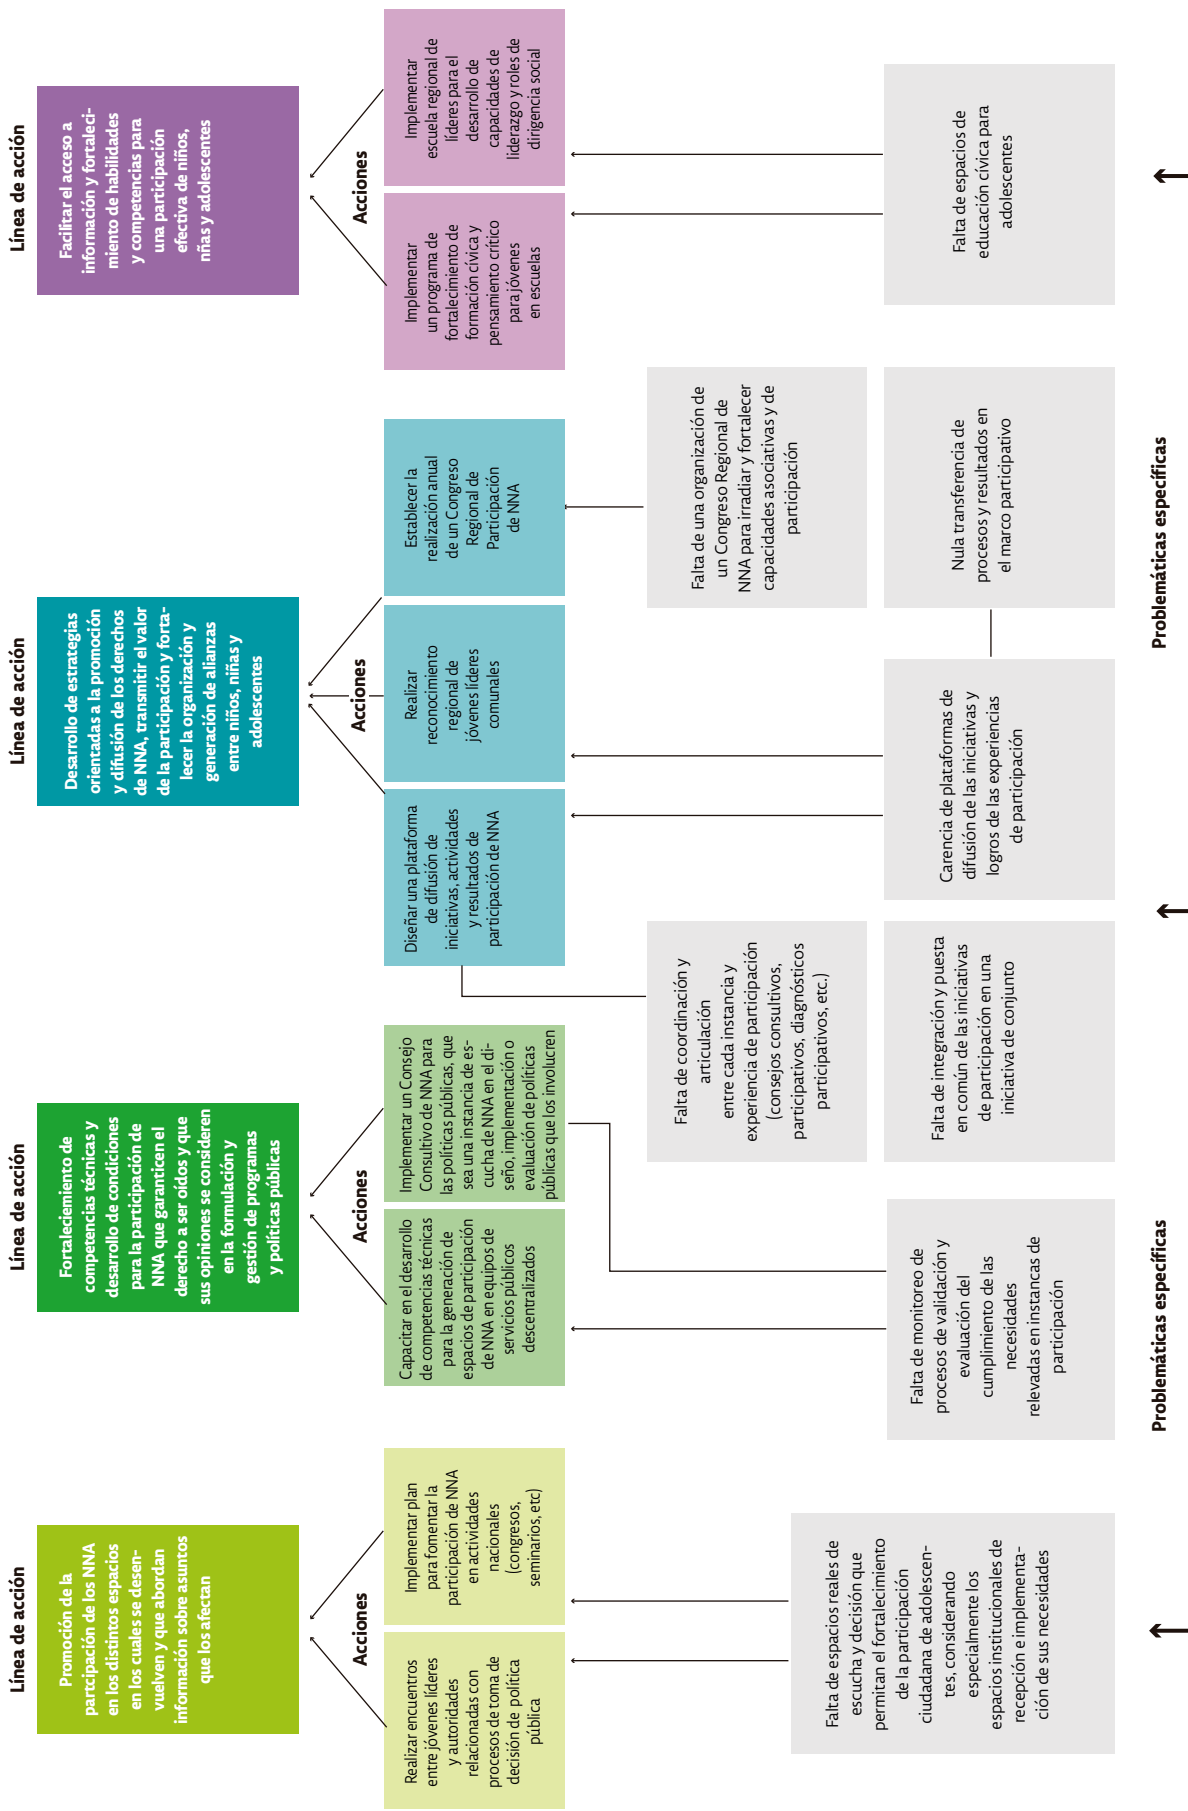 Línea de acción
Promoción de la
partcipación de los NNA
en los distintos espacios
en los cuales se desen-
vuelven y que abordan
información sobre asuntos
que los afectan
Acciones
Realizar encuentros
entre jóvenes líderes
y autoridades
relacionadas con
procesos de toma de
decisión de política
pública
Implementar plan
para fomentar la
participación de NNA
en actividades
nacionales
(congresos,
seminarios, etc)
Falta de espacios reales de
escucha y decisión que
permitan el fortalecimiento
de la participación
ciudadana de adolescen-
tes, considerando
especialmente los
espacios institucionales de
recepción e implementa-
ción de sus necesidades
Línea de acción
Fortaleciemiento de
competencias técnicas y
desarrollo de condiciones
para la participación de
NNA que garanticen el
derecho a ser oídos y que
sus opiniones se consideren
en la formulación y
gestión de programas
y políticas públicas
Acciones
Capacitar en el desarrollo
de competencias técnicas
para la generación de
espacios de participación
de NNA en equipos de
servicios públicos
descentralizados
Implementar un Consejo
Consultivo de NNA para
las políticas públicas, que
sea una instancia de es-
cucha de NNA en el di-
seño, implementación o
evaluación de políticas
públicas que los involucren
Falta de monitoreo de
procesos de validación y
evaluación del
cumplimiento de las
necesidades
relevadas en instancas de
participación
Falta de coordinación y
articulación
entre cada instancia y
experiencia de participación
(consejos consultivos,
participativos, diagnósticos
participativos, etc.)
Falta de integración y puesta
en común de las iniciativas
de participación en una
iniciativa de conjunto
Problemáticas específicas
Línea de acción
Desarrollo de estrategias
orientadas a la promoción
y difusión de los derechos
de NNA, transmitir el valor
de la participación y forta-
lecer la organización y
generación de alianzas
entre niños, niñas y
adolescentes
Acciones
Diseñar una plataforma
de difusión de
iniciativas, actividades
y resultados de
participación de NNA
Realizar
reconocimiento
regional de
jóvenes líderes
comunales
Establecer la
realización anual
de un Congreso
Regional de
Participación
de NNA
Falta de una organización de
un Congreso Regional de
NNA para irradiar y fortalecer
capacidades asociativas y de
participación
Carencia de plataformas de
difusión de las iniciativas y
logros de las experiencias
de participación
Nula transferencia de
procesos y resultados en
el marco participativo
Problemáticas específicas
Línea de acción
Facilitar el acceso a
información y fortaleci-
miento de habilidades
y competencias para
una participación
efectiva de niños,
nñas y adolescentes
Acciones
Implementar
un programa de
fortalecimiento de
formación cívica y
pensamiento crítico
para jóvenes
en escuelas
Implementar
escuela regional de
líderes para el
desarrollo de
capacidades de
liderazgo y roles de
dirigencia social
Falta de espacios de
educación cívica para
adolescentes